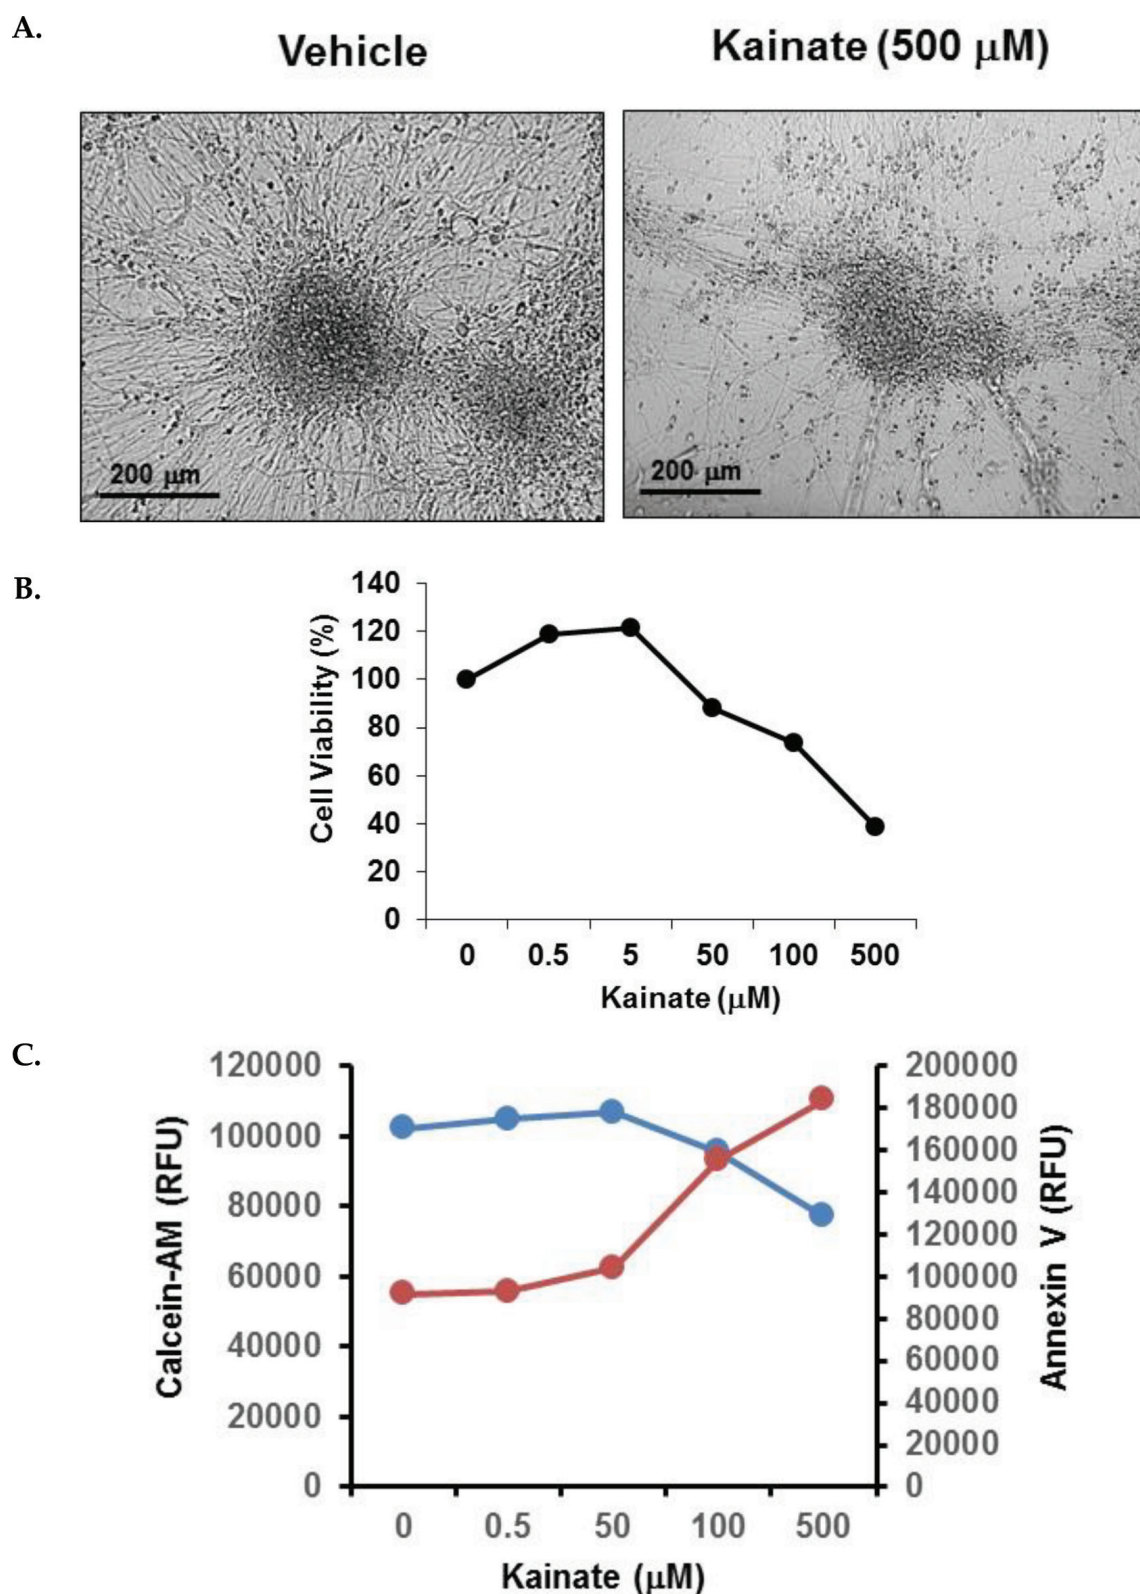 A.
Vehicle
Kainate (500 µM)
200 µm
200 µm
B.
140
120
100
80
60
40
20
0
Cell Viability (%)
0 0.5 5 50 100 500
Kainate (µM)
C.
120000
100000
80000
60000
40000
20000
0
Calcein-AM (RFU)
200000
180000
160000
140000
120000
100000
80000
60000
40000
20000
0
Annexin V (RFU)
0 0.5 50 100 500
Kainate (µM)